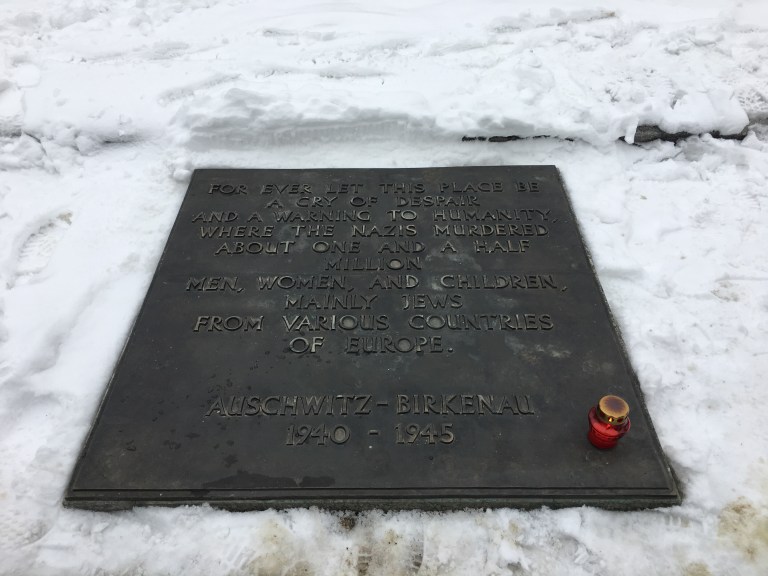 FOR EVER LET THIS PLACE BE
A CRY OF DESPAIR
AND A WARNING TO HUMANITY,
WHERE THE NAZIS MURDERED
ABOUT ONE AND A HALF
MILLION
MEN, WOMEN, AND CHILDREN,
MAINLY JEWS
FROM VARIOUS COUNTRIES
OF EUROPE.
AUSCHWITZ - BIRKENAU
1940 - 1945